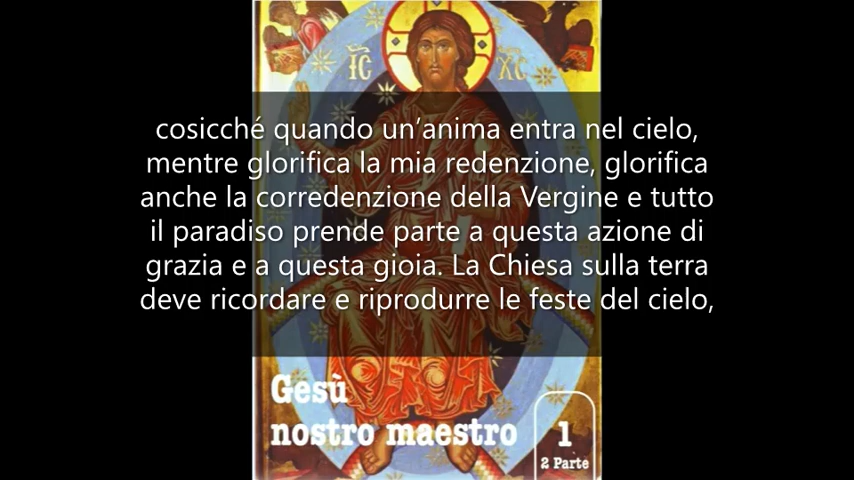 IC XC
cosicché quando un’anima entra nel cielo,
mentre glorifica la mia redenzione, glorifica
anche la corredenzione della Vergine e tutto
il paradiso prende parte a questa azione di
grazia e a questa gioia. La Chiesa sulla terra
deve ricordare e riprodurre le feste del cielo,
Gesù
nostro maestro
1
2 Parte